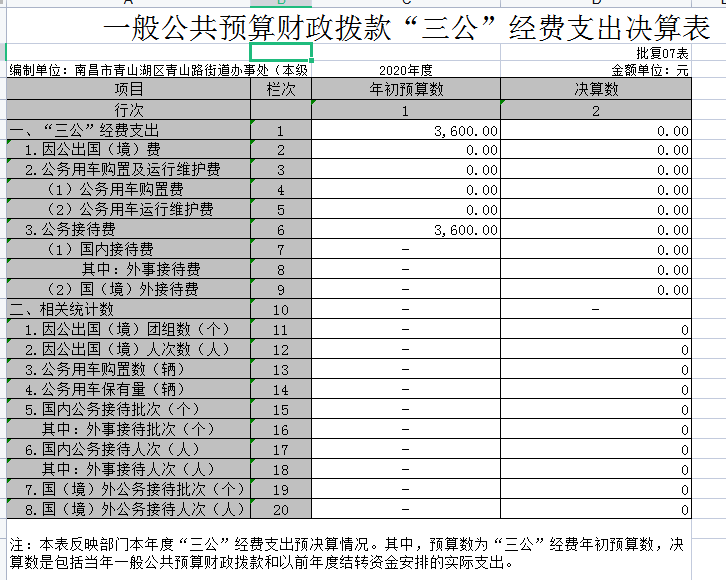 一般公共预算财政拨款“三公”经费支出决算表
批复07表
编制单位：南昌市青山湖区青山路街道办事处（本级 2020年度 金额单位：元
项目 栏次 年初预算数 决算数
行次 1 2
一、“三公”经费支出 1 3,600.00 0.00
1.因公出国（境）费 2 0.00 0.00
2.公务用车购置及运行维护费 3 0.00 0.00
（1）公务用车购置费 4 0.00 0.00
（2）公务用车运行维护费 5 0.00 0.00
3.公务接待费 6 3,600.00 0.00
（1）国内接待费 7 － 0.00
其中：外事接待费 8 － 0.00
（2）国（境）外接待费 9 － 0.00
二、相关统计数 10 － －
1.因公出国（境）团组数（个） 11 － 0
2.因公出国（境）人次数（人） 12 － 0
3.公务用车购置数（辆） 13 － 0
4.公务用车保有量（辆） 14 － 0
5.国内公务接待批次（个） 15 － 0
其中：外事接待批次（个） 16 － 0
6.国内公务接待人次（人） 17 － 0
其中：外事接待人次（人） 18 － 0
7.国（境）外公务接待批次（个） 19 － 0
8.国（境）外公务接待人次（人） 20 － 0
注：本表反映部门本年度“三公”经费支出预决算情况。其中，预算数为“三公”经费年初预算数，决
算数是包括当年一般公共预算财政拨款和以前年度结转资金安排的实际支出。